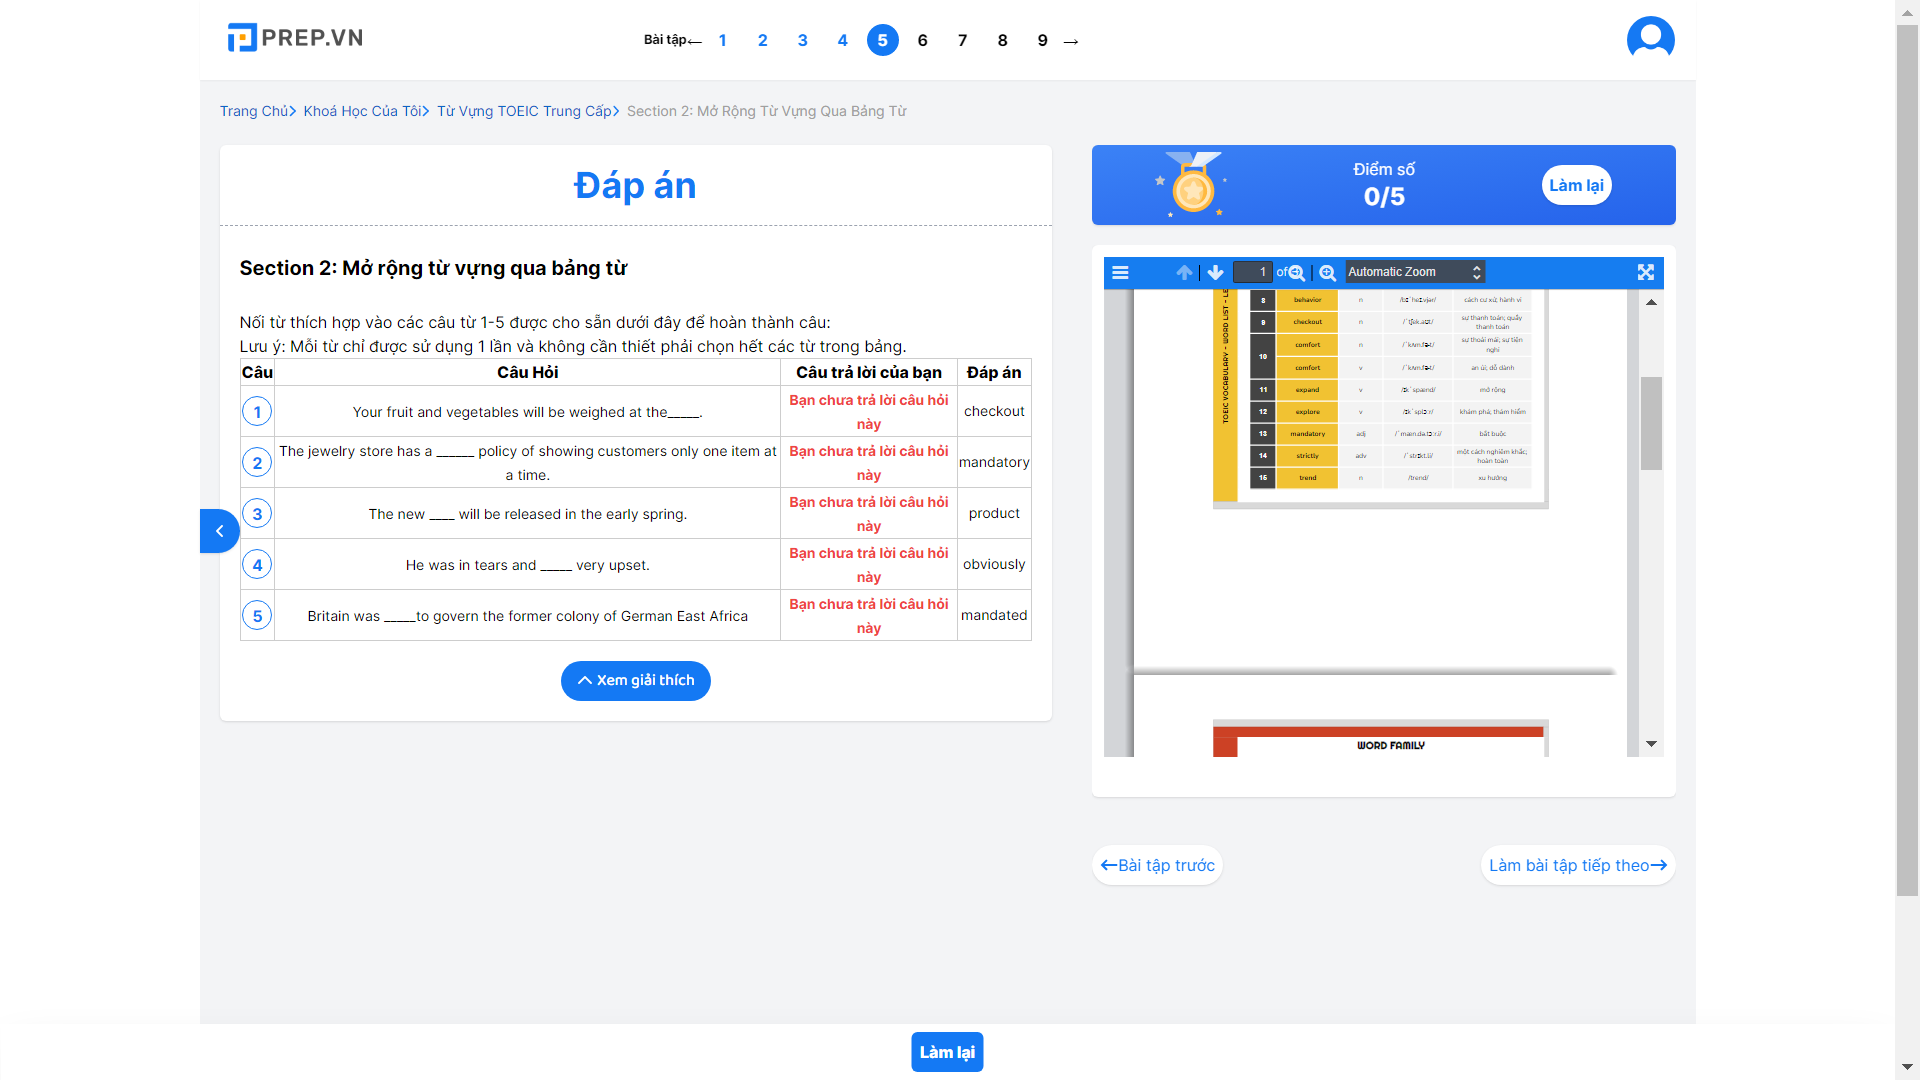 PREP.VN
Bài tập← 1 2 3 4 5 6 7 8 9 →
Trang Chủ> Khoá Học Của Tôi> Từ Vựng TOEIC Trung Cấp> Section 2: Mở Rộng Từ Vựng Qua Bảng Từ
Đáp án
Section 2: Mở rộng từ vựng qua bảng từ
Nối từ thích hợp vào các câu từ 1-5 được cho sẵn dưới đây để hoàn thành câu:
Lưu ý: Mỗi từ chỉ được sử dụng 1 lần và không cần thiết phải chọn hết các từ trong bảng.
Câu Câu Hỏi Câu trả lời của bạn Đáp án
1 Your fruit and vegetables will be weighed at the_____. Bạn chưa trả lời câu hỏi này checkout
2 The jewelry store has a ______ policy of showing customers only one item at a time. Bạn chưa trả lời câu hỏi này mandatory
3 The new ____ will be released in the early spring. Bạn chưa trả lời câu hỏi này product
4 He was in tears and _____ very upset. Bạn chưa trả lời câu hỏi này obviously
5 Britain was _____to govern the former colony of German East Africa Bạn chưa trả lời câu hỏi này mandated
Xem giải thích
Điểm số
0/5
Làm lại
1 of Automatic Zoom
TOEIC VOCABULARY - WORD LIST - LE
8 behavior n cách cư xử, hành vi
9 checkout n sự thanh toán; quầy thanh toán
10 comfort n sự thoải mái; sự tiện nghi
comfort v an ủi, dỗ dành
11 expand v /ɪkˈspænd/ mở rộng
12 explore v /ɪkˈsplɔːr/ khám phá; thám hiểm
13 mandatory adj /ˈmæn.də.tɔːr.i/ bắt buộc
14 strictly adv /ˈstrɪkt.li/ một cách nghiêm khắc; hoàn toàn
15 trend n /trend/ xu hướng
WORD FAMILY
←Bài tập trước
Làm bài tập tiếp theo→
Làm lại